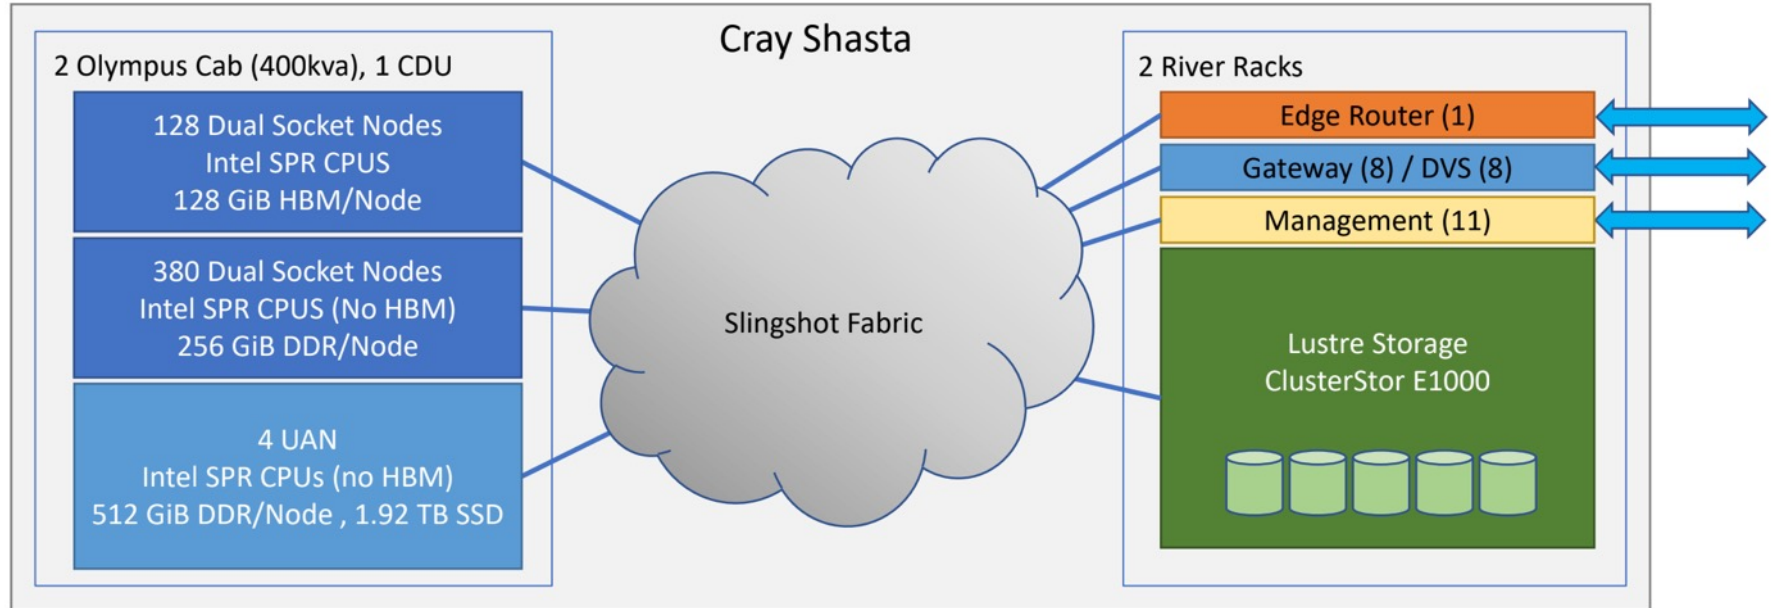 Cray Shasta
2 Olympus Cab (400kva), 1 CDU
128 Dual Socket Nodes
Intel SPR CPUS
128 GiB HBM/Node
380 Dual Socket Nodes
Intel SPR CPUS (No HBM)
256 GiB DDR/Node
4 UAN
Intel SPR CPUs (no HBM)
512 GiB DDR/Node , 1.92 TB SSD
Slingshot Fabric
2 River Racks
Edge Router (1)
Gateway (8) / DVS (8)
Management (11)
Lustre Storage
ClusterStor E1000